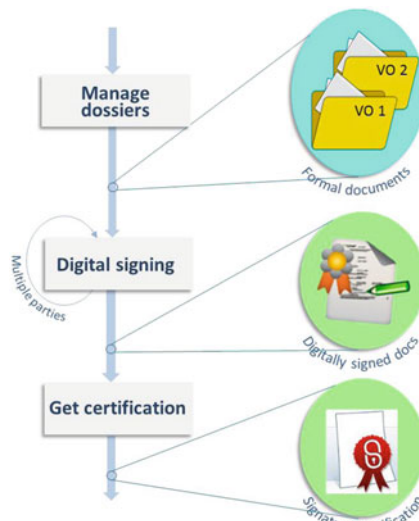 Manage
dossiers
VO 2
VO 1
Formal documents
Multiple parties
Digital signing
Digitally signed docs
Get certification